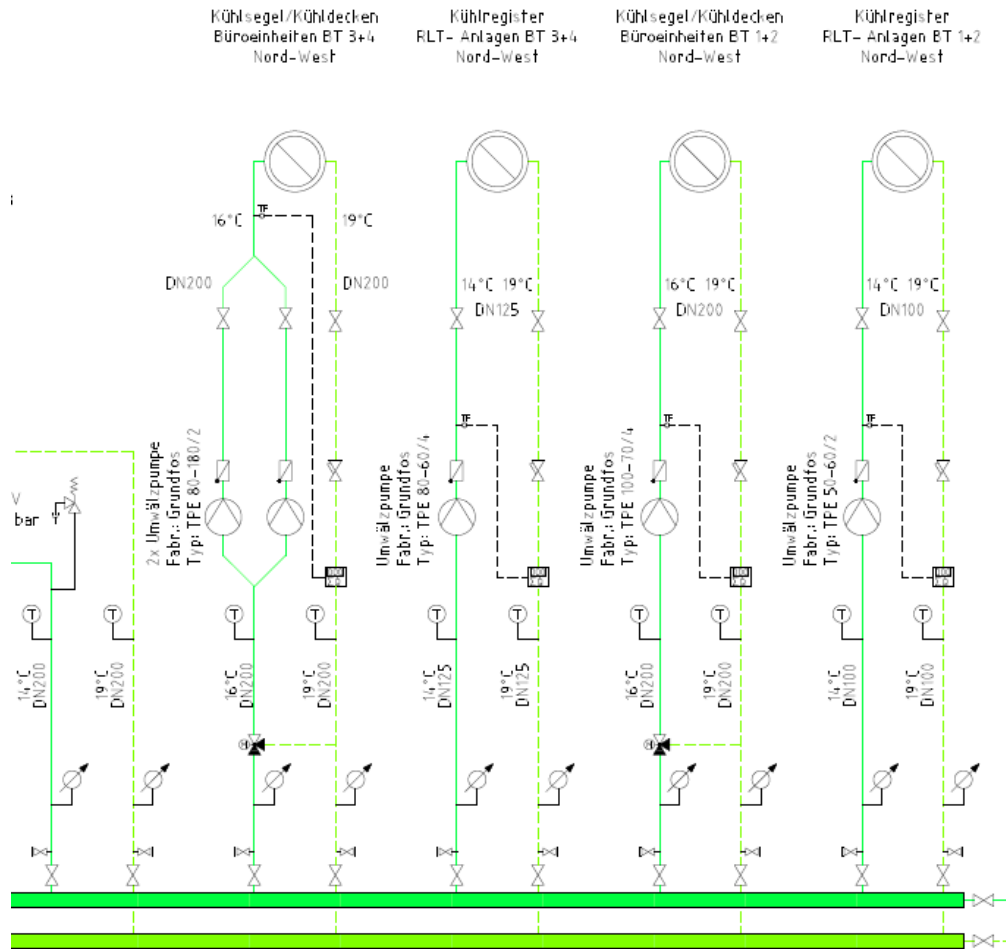 Kühlsegel/Kühldecken
Büroeinheiten BT 3+4
Nord-West
Kühlregister
RLT- Anlagen BT 3+4
Nord-West
Kühlsegel/Kühldecken
Büroeinheiten BT 1+2
Nord-West
Kühlregister
RLT- Anlagen BT 1+2
Nord-West
TF
16°C
19°C
DN200
DN200
14°C 19°C
DN125
16°C 19°C
DN200
14°C 19°C
DN100
TF
TF
TF
V
bar
2x Umwälzpumpe
Fabr.: Grundfos
Typ: TPE 80-180/2
Umwälzpumpe
Fabr.: Grundfos
Typ: TPE 80-60/4
Umwälzpumpe
Fabr.: Grundfos
Typ: TPE 100-70/4
Umwälzpumpe
Fabr.: Grundfos
Typ: TPE 50-60/2
T
T
T
T
T
T
T
T
T
T
14°C
DN200
19°C
DN200
16°C
DN200
19°C
DN200
14°C
DN125
19°C
DN125
16°C
DN200
19°C
DN200
14°C
DN100
19°C
DN100
M
M